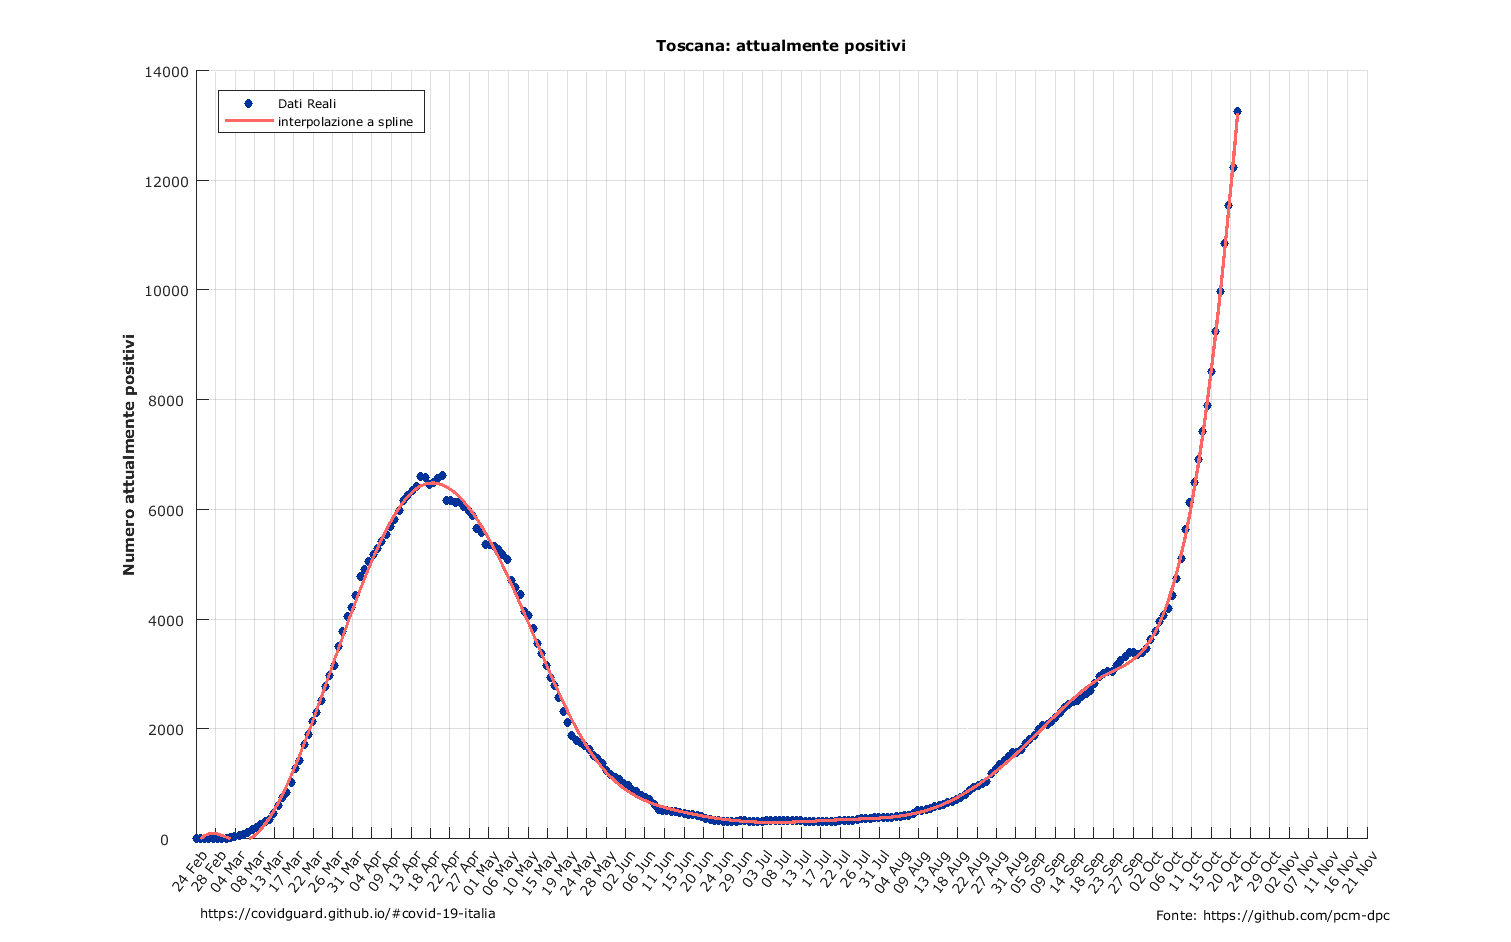 Toscana: attualmente positivi
14000
12000
10000
8000
6000
4000
2000
0
Numero attualmente positivi
Dati Reali
interpolazione a spline
24 Feb
28 Feb
04 Mar
08 Mar
13 Mar
17 Mar
22 Mar
26 Mar
31 Mar
04 Apr
09 Apr
13 Apr
18 Apr
22 Apr
27 Apr
01 May
06 May
10 May
15 May
19 May
24 May
28 May
02 Jun
06 Jun
11 Jun
15 Jun
20 Jun
24 Jun
29 Jun
03 Jul
08 Jul
13 Jul
17 Jul
22 Jul
26 Jul
31 Jul
04 Aug
09 Aug
13 Aug
18 Aug
22 Aug
27 Aug
31 Aug
05 Sep
09 Sep
14 Sep
18 Sep
23 Sep
27 Sep
02 Oct
06 Oct
11 Oct
15 Oct
20 Oct
24 Oct
29 Oct
02 Nov
07 Nov
11 Nov
16 Nov
21 Nov
https://covidguard.github.io/#covid-19-italia
Fonte: https://github.com/pcm-dpc